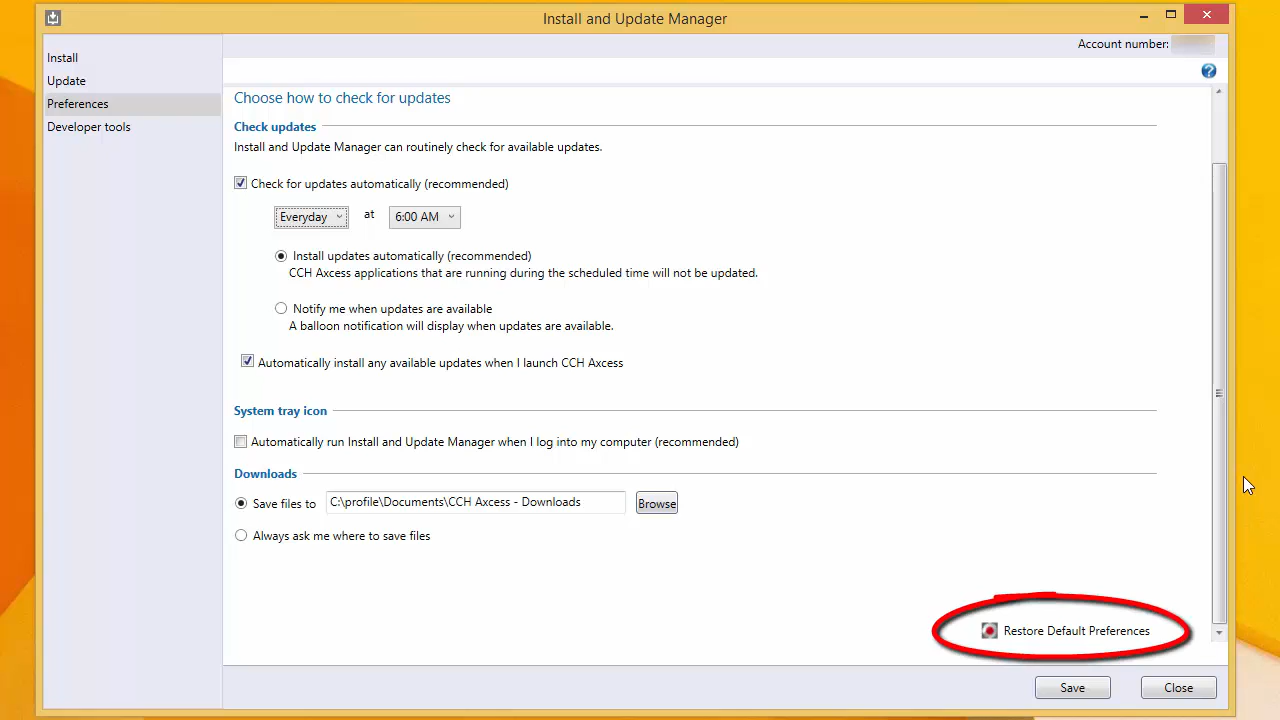 Install and Update Manager
Account number:
Install
Update
Preferences
Developer tools
?
Choose how to check for updates
Check updates
Install and Update Manager can routinely check for available updates.
Check for updates automatically (recommended)
Everyday at 6:00 AM
Install updates automatically (recommended)
CCH Axcess applications that are running during the scheduled time will not be updated.
Notify me when updates are available
A balloon notification will display when updates are available.
Automatically install any available updates when I launch CCH Axcess
System tray icon
Automatically run Install and Update Manager when I log into my computer (recommended)
Downloads
Save files to C:\profile\Documents\CCH Axcess - Downloads Browse
Always ask me where to save files
Restore Default Preferences
Save Close